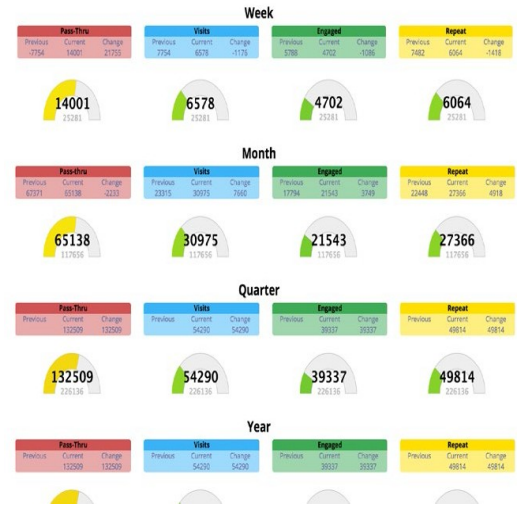 Week
Pass-Thru Visits Engaged Repeat
Previous Current Change Previous Current Change Previous Current Change Previous Current Change
-7754 14001 21755 7754 6578 -1176 5788 4702 -1086 7482 6064 -1418
14001 6578 4702 6064
25281 25281 25281 25281
Month
Pass-thru Visits Engaged Repeat
Previous Current Change Previous Current Change Previous Current Change Previous Current Change
67371 65138 -2233 23315 30975 7660 17794 21543 3749 22448 27366 4918
65138 30975 21543 27366
117656 117656 117656 117656
Quarter
Pass-Thru Visits Engaged Repeat
Previous Current Change Previous Current Change Previous Current Change Previous Current Change
132509 132509 54290 54290 39337 39337 49814 49814
132509 54290 39337 49814
226136 226136 226136 226136
Year
Pass-Thru Visits Engaged Repeat
Previous Current Change Previous Current Change Previous Current Change Previous Current Change
132509 132509 54290 54290 39337 39337 49814 49814